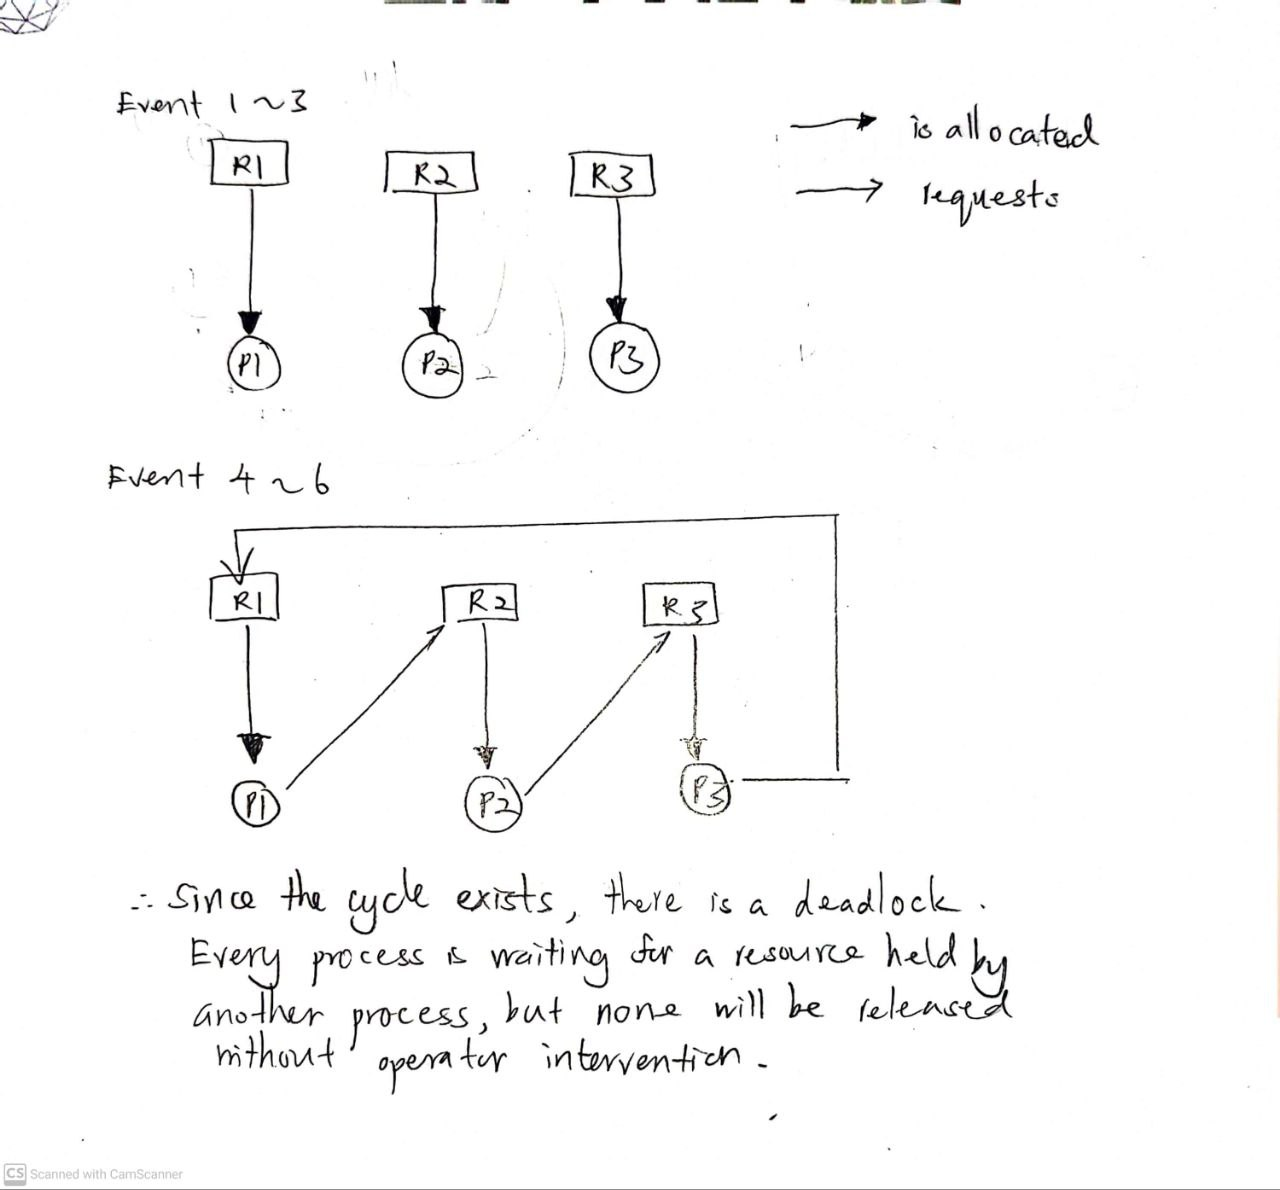 Event 1~3
is allocated
requests
R1 R2 R3
P1 P2 P3
Event 4~6
R1 R2 R3
P1 P2 P3
∴ Since the cycle exists, there is a deadlock.
Every process is waiting for a resource held by
another process, but none will be released
without operator intervention.
CS Scanned with CamScanner